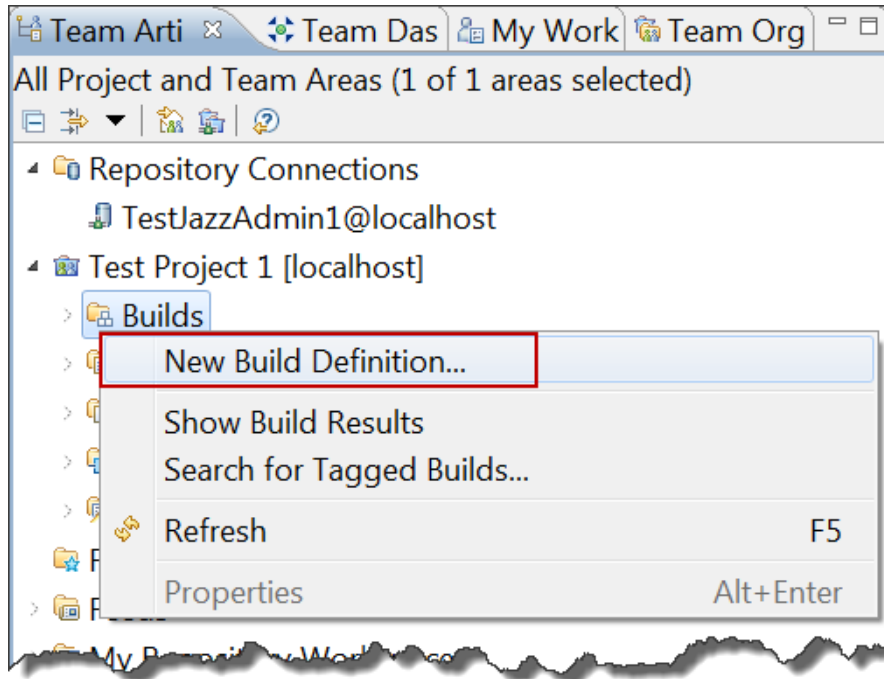 Team Arti Team Das My Work Team Org
All Project and Team Areas (1 of 1 areas selected)
Repository Connections
TestJazzAdmin1@localhost
Test Project 1 [localhost]
Builds
New Build Definition...
Show Build Results
Search for Tagged Builds...
Refresh F5
Properties Alt+Enter
My